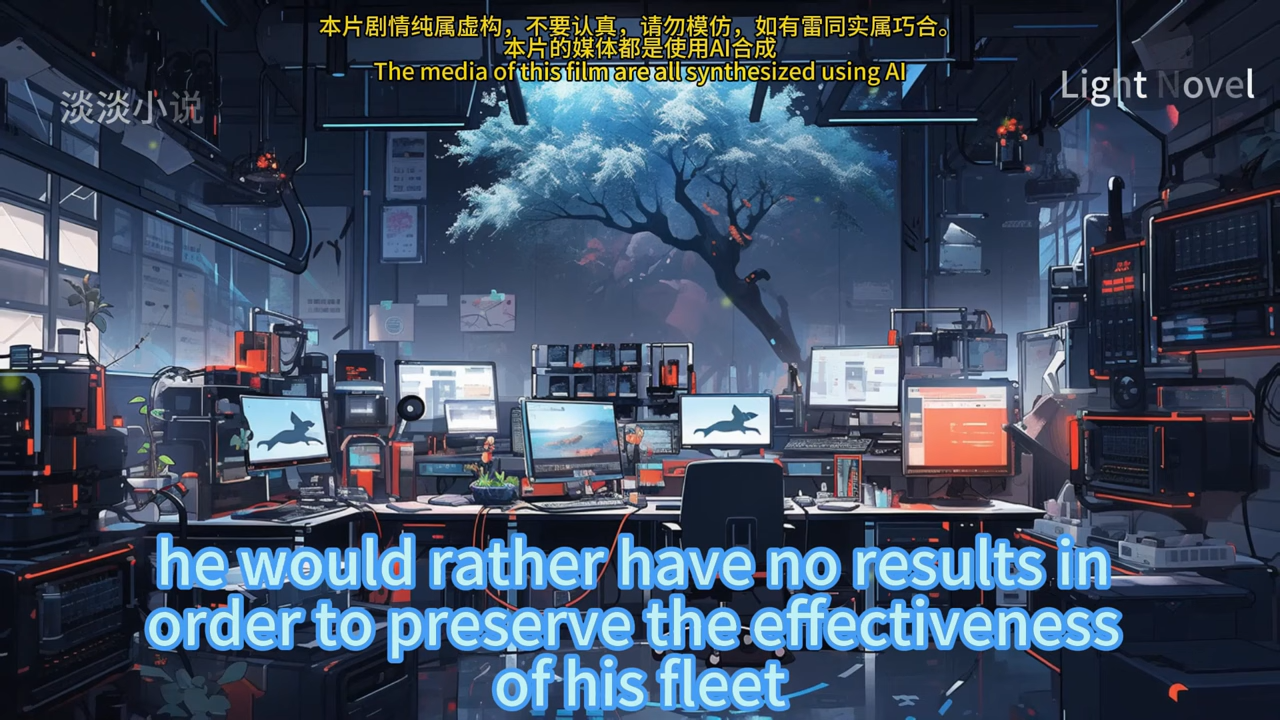 本片剧情纯属虚构，不要认真，请勿模仿，如有雷同实属巧合。
本片的媒体都是使用AI合成
The media of this film are all synthesized using AI
淡淡小说
Light Novel
he would rather have no results in
order to preserve the effectiveness
of his fleet